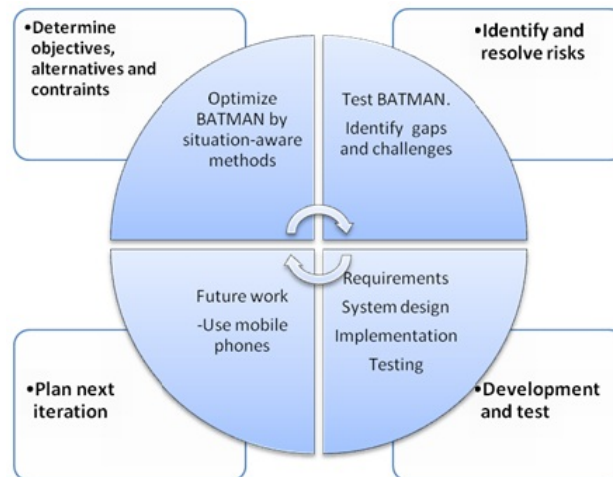 •Determine
objectives,
alternatives and
contraints
•Identify and
resolve risks
Optimize
BATMAN by
situation-aware
methods
Test BATMAN.
Identify gaps
and challenges
Future work
-Use mobile
phones
Requirements
System design
Implementation
Testing
•Plan next
iteration
•Development
and test